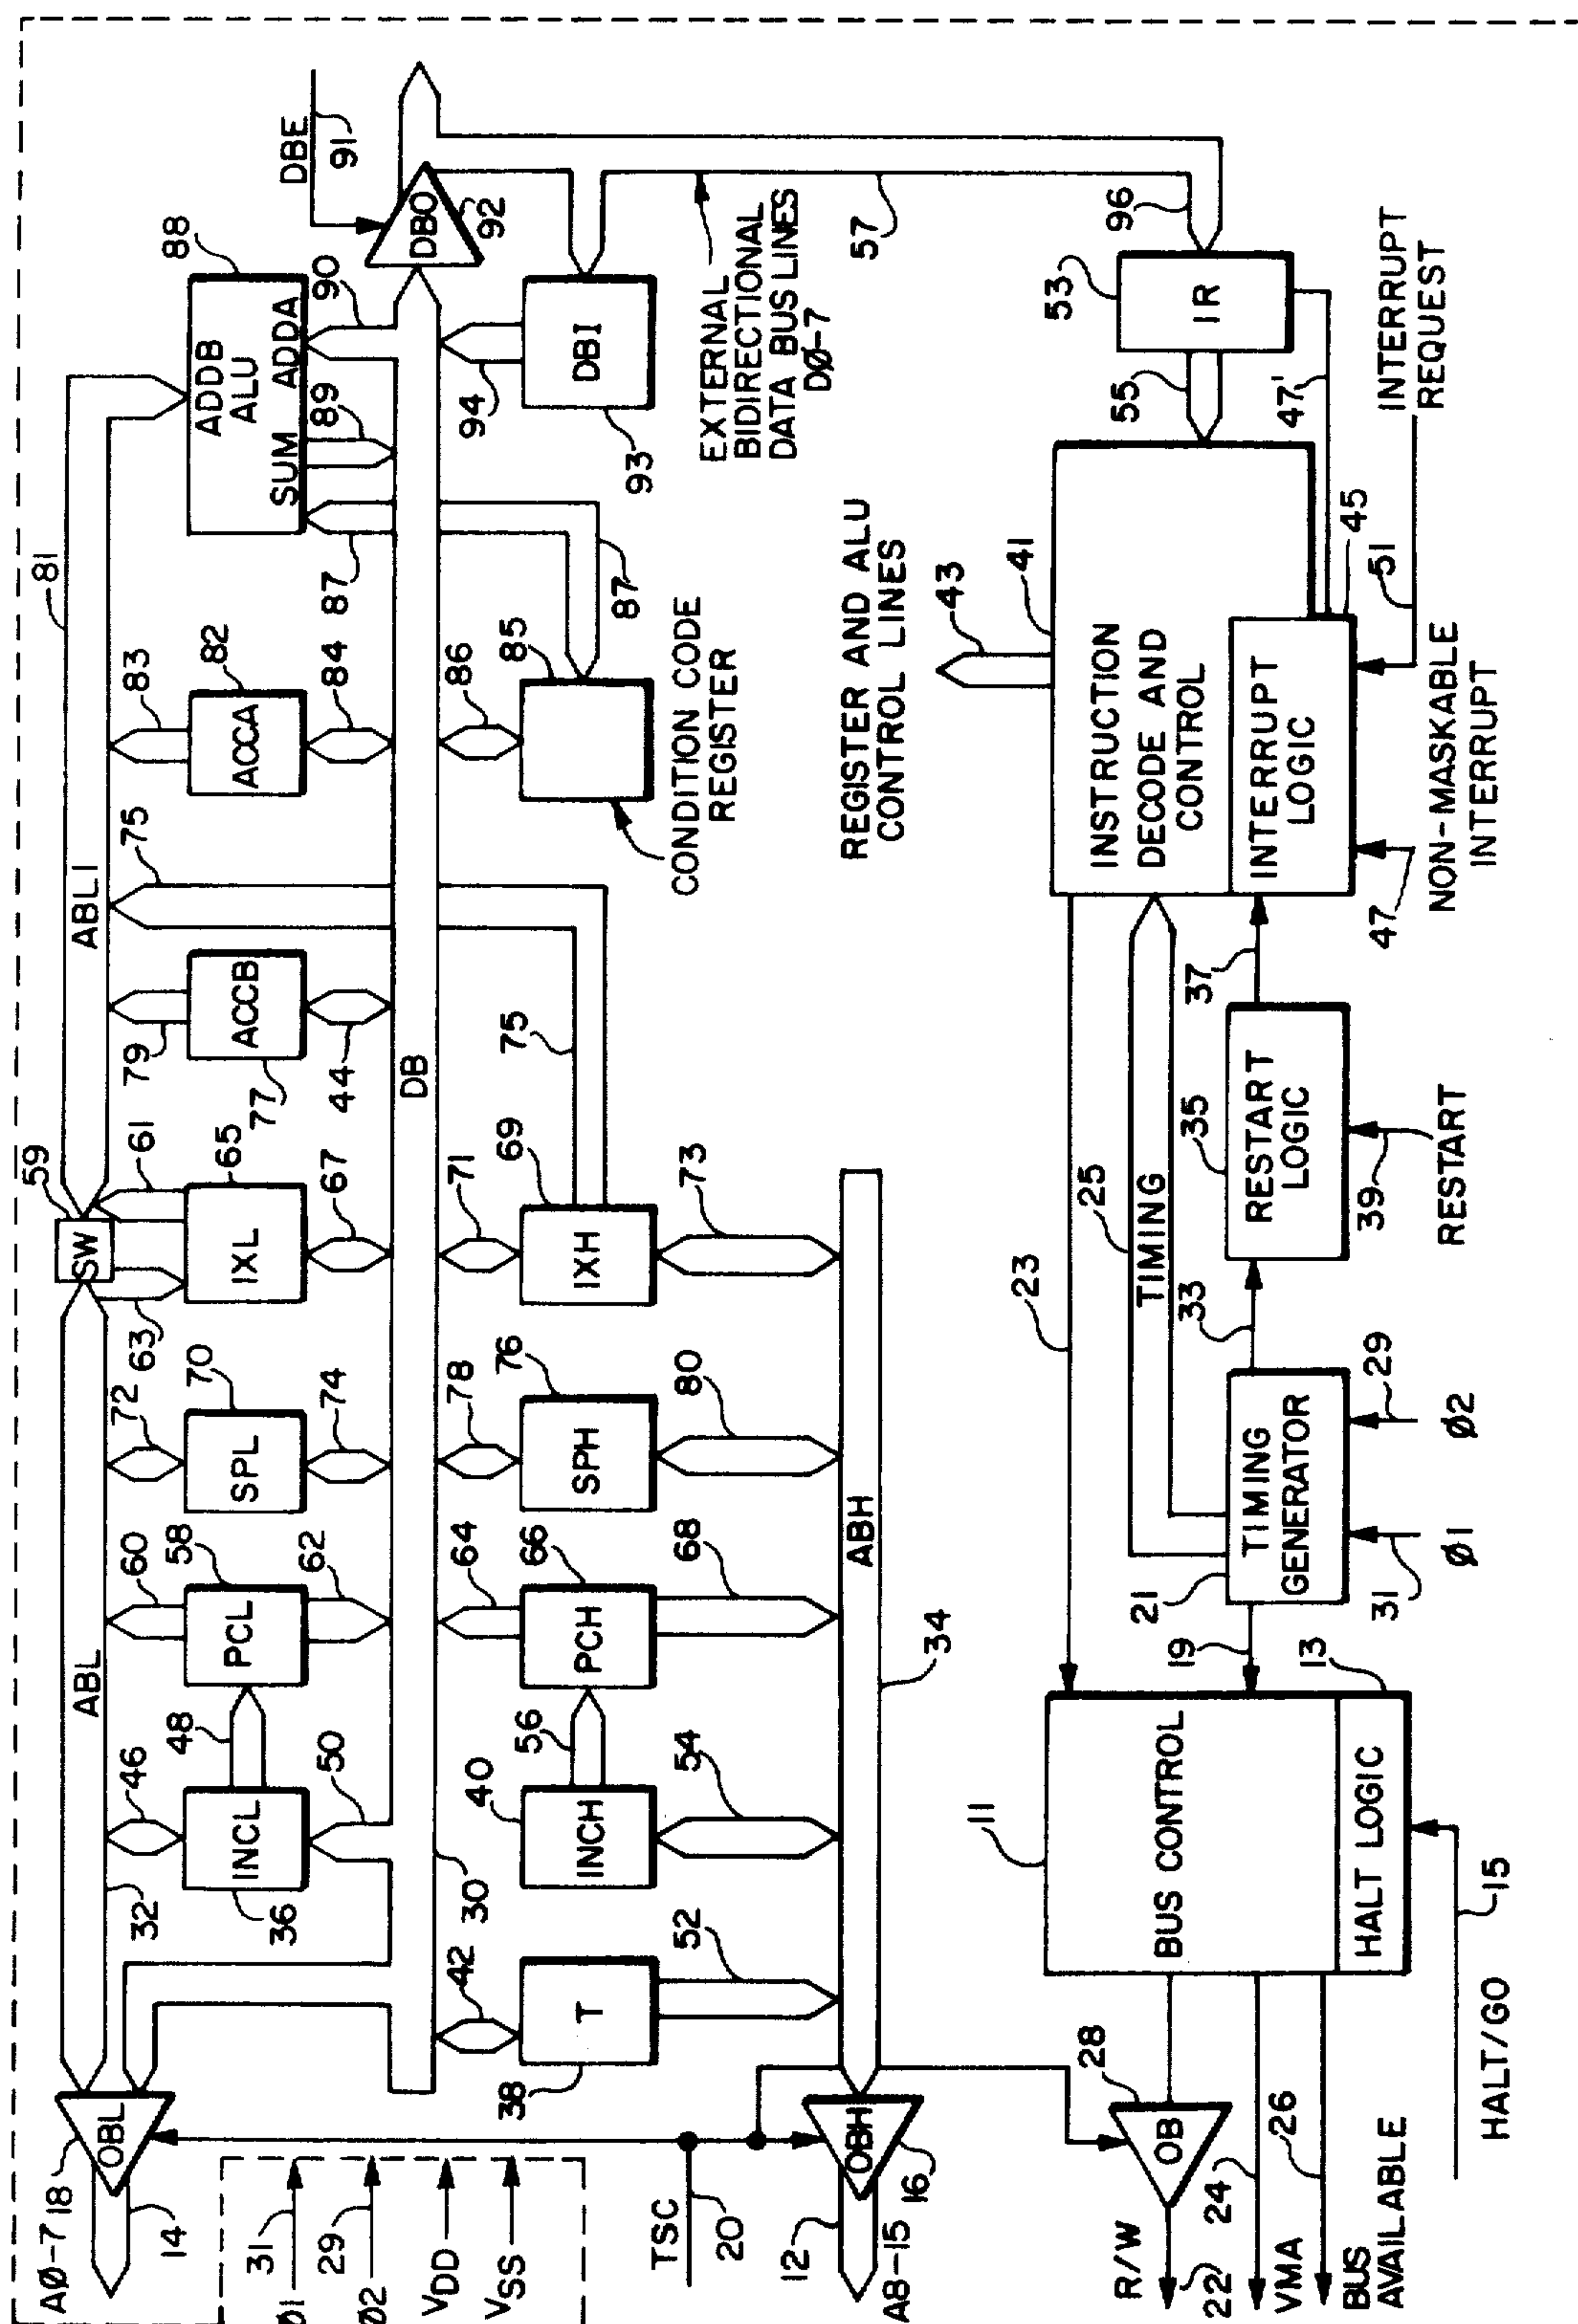 AØ-7
18
OBL
14
ABL
32
SW
59
ABLI
81
46
INCL
36
48
50
60
PCL
58
62
72
SPL
70
74
63
61
IXL
65
67
79
ACCB
77
44
75
83
ACCA
82
84
ADDB
ALU
SUM ADDA
88
89
90
87
DBE
91
DBO
92
DB
30
31
29
Ø1
Ø2
VDD
VSS
42
T
38
52
INCH
40
56
54
64
PCH
66
68
78
SPH
76
80
71
IXH
69
73
75
86
85
87
CONDITION CODE
REGISTER
94
DBI
93
EXTERNAL
BIDIRECTIONAL
DATA BUS LINES
DØ-7
57
TSC
20
12
OBH
16
A8-15
ABH
34
REGISTER AND ALU
CONTROL LINES
43
R/W
22
OB
28
24
VMA
26
BUS
AVAILABLE
11
BUS CONTROL
HALT LOGIC
13
HALT/GO
15
19
21
TIMING
GENERATOR
31
Ø1
29
Ø2
23
25
TIMING
33
35
RESTART
LOGIC
39
RESTART
37
INSTRUCTION
DECODE AND
CONTROL
41
INTERRUPT
LOGIC
45
47
NON-MASKABLE
INTERRUPT
51
INTERRUPT
REQUEST
47'
55
IR
53
96